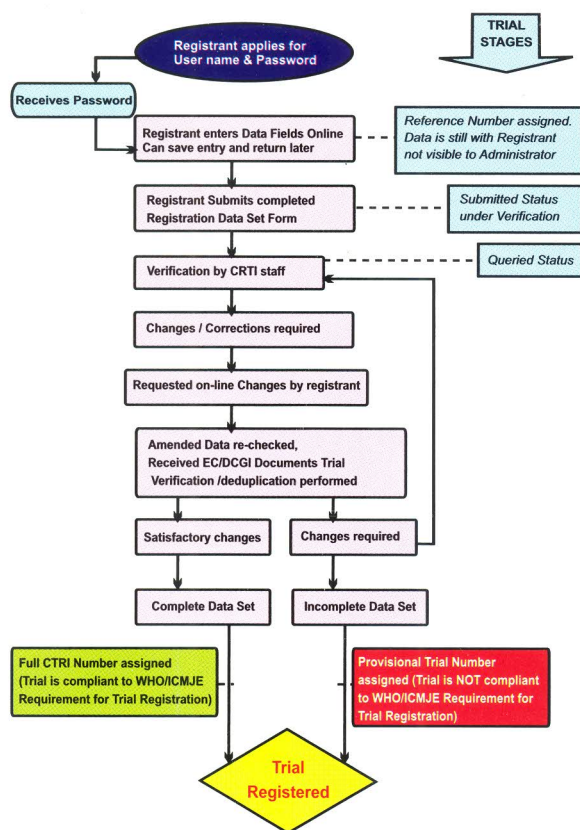 Registrant applies for
User name & Password
TRIAL
STAGES
Receives Password
Registrant enters Data Fields Online
Can save entry and return later
Reference Number assigned.
Data is still with Registrant
not visible to Administrator
Registrant Submits completed
Registration Data Set Form
Submitted Status
under Verification
Verification by CRTI staff
Queried Status
Changes / Corrections required
Requested on-line Changes by registrant
Amended Data re-checked,
Received EC/DCGI Documents Trial
Verification /deduplication performed
Satisfactory changes
Changes required
Complete Data Set
Incomplete Data Set
Full CTRI Number assigned
(Trial is compliant to WHO/ICMJE
Requirement for Trial Registration)
Provisional Trial Number
assigned (Trial is NOT compliant
to WHO/ICMJE Requirement for
Trial Registration)
Trial
Registered